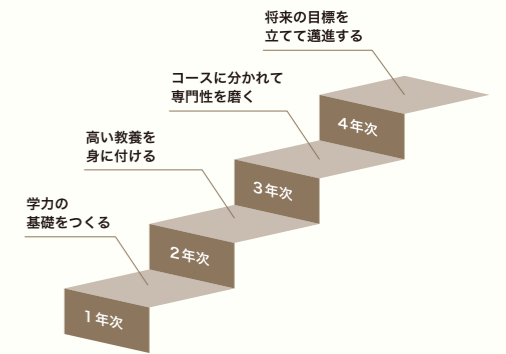 将来の目標を
立てて邁進する
コースに分かれて
専門性を磨く
4年次
高い教養を
身に付ける
3年次
学力の
基礎をつくる
2年次
1年次